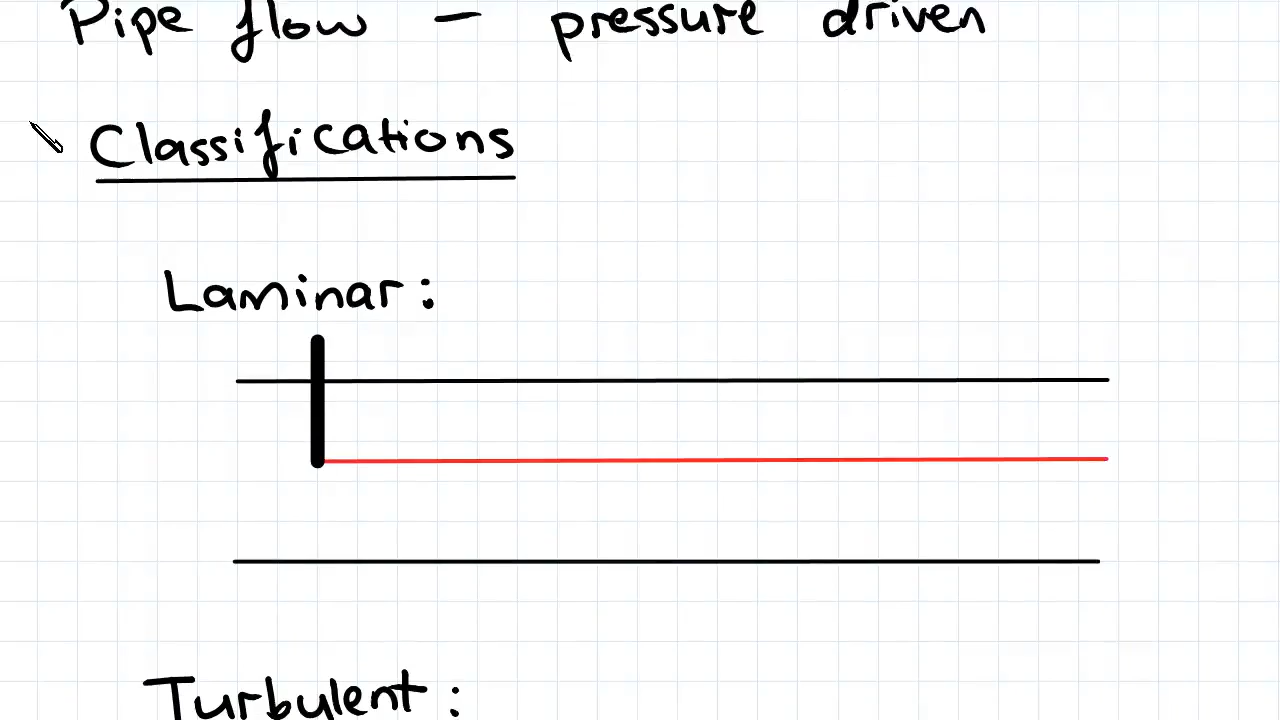 Pipe flow — pressure driven
Classifications
Laminar:
Turbulent: